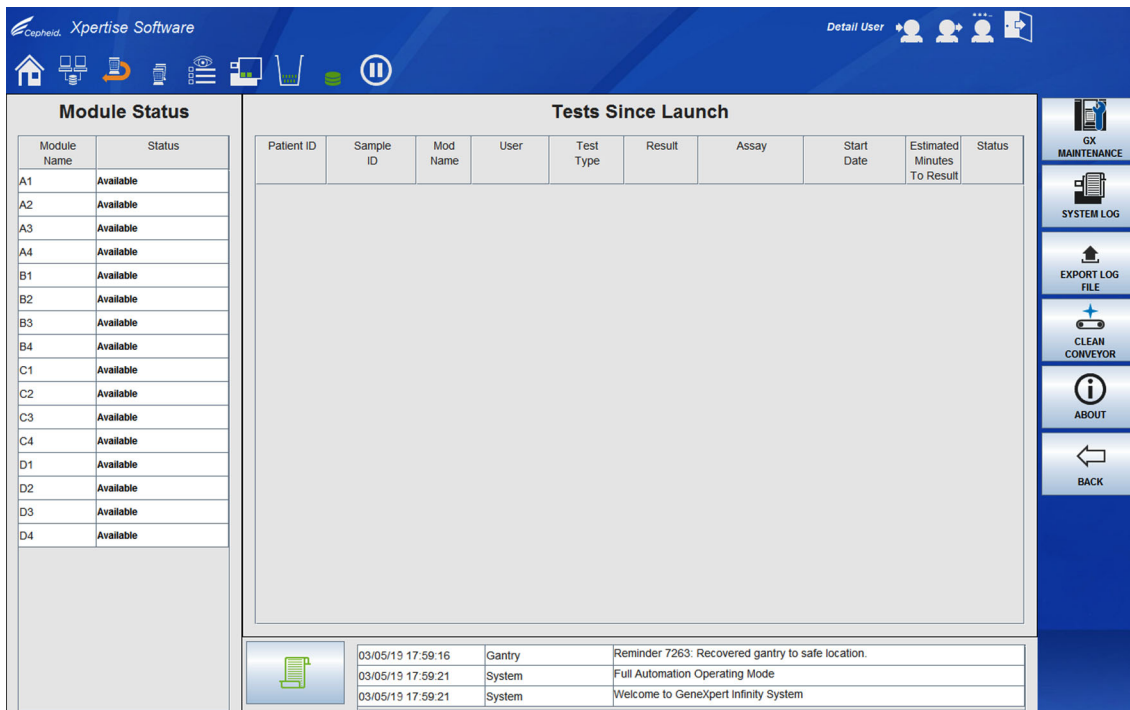 Cepheid. Xpertise Software
Detail User
Module Status
Module
Name
Status
A1 Available
A2 Available
A3 Available
A4 Available
B1 Available
B2 Available
B3 Available
B4 Available
C1 Available
C2 Available
C3 Available
C4 Available
D1 Available
D2 Available
D3 Available
D4 Available
Tests Since Launch
Patient ID
Sample
ID
Mod
Name
User
Test
Type
Result
Assay
Start
Date
Estimated
Minutes
To Result
Status
03/05/19 17:59:16 Gantry Reminder 7263: Recovered gantry to safe location.
03/05/19 17:59:21 System Full Automation Operating Mode
03/05/19 17:59:21 System Welcome to GeneXpert Infinity System
GX
MAINTENANCE
SYSTEM LOG
EXPORT LOG
FILE
CLEAN
CONVEYOR
ABOUT
BACK